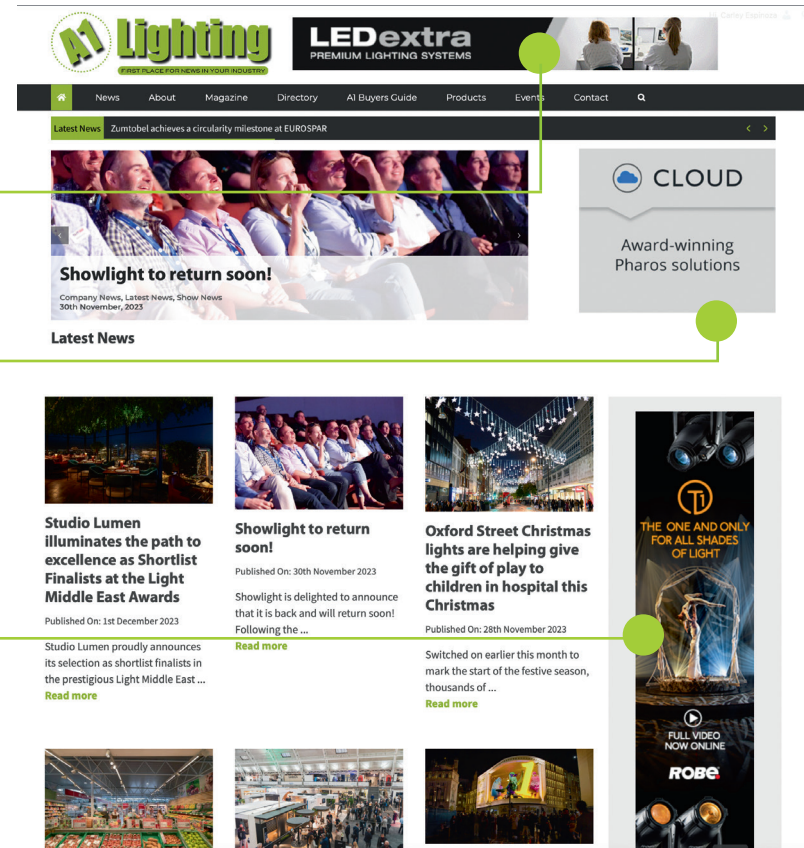 Hi, Cathy Espinoza
A1 Lighting
FIRST PLACE FOR NEWS IN YOUR INDUSTRY
LEDextra
PREMIUM LIGHTING SYSTEMS
News About Magazine Directory A1 Buyers Guide Products Events Contact
Latest News Zumtobel achieves a circularity milestone at EUROSPAR
CLOUD
Award-winning
Pharos solutions
Showlight to return soon!
Company News, Latest News, Show News
30th November, 2023
Latest News
Studio Lumen
illuminates the path to
excellence as Shortlist
Finalists at the Light
Middle East Awards
Published On: 1st December 2023
Studio Lumen proudly announces
its selection as shortlist finalists in
the prestigious Light Middle East ...
Read more
Showlight to return
soon!
Published On: 30th November 2023
Showlight is delighted to announce
that it is back and will return soon!
Following the ...
Read more
Oxford Street Christmas
lights are helping give
the gift of play to
children in hospital this
Christmas
Published On: 28th November 2023
Switched on earlier this month to
mark the start of the festive season,
thousands of ...
Read more
T1
THE ONE AND ONLY
FOR ALL SHADES
OF LIGHT
FULL VIDEO
NOW ONLINE
ROBE